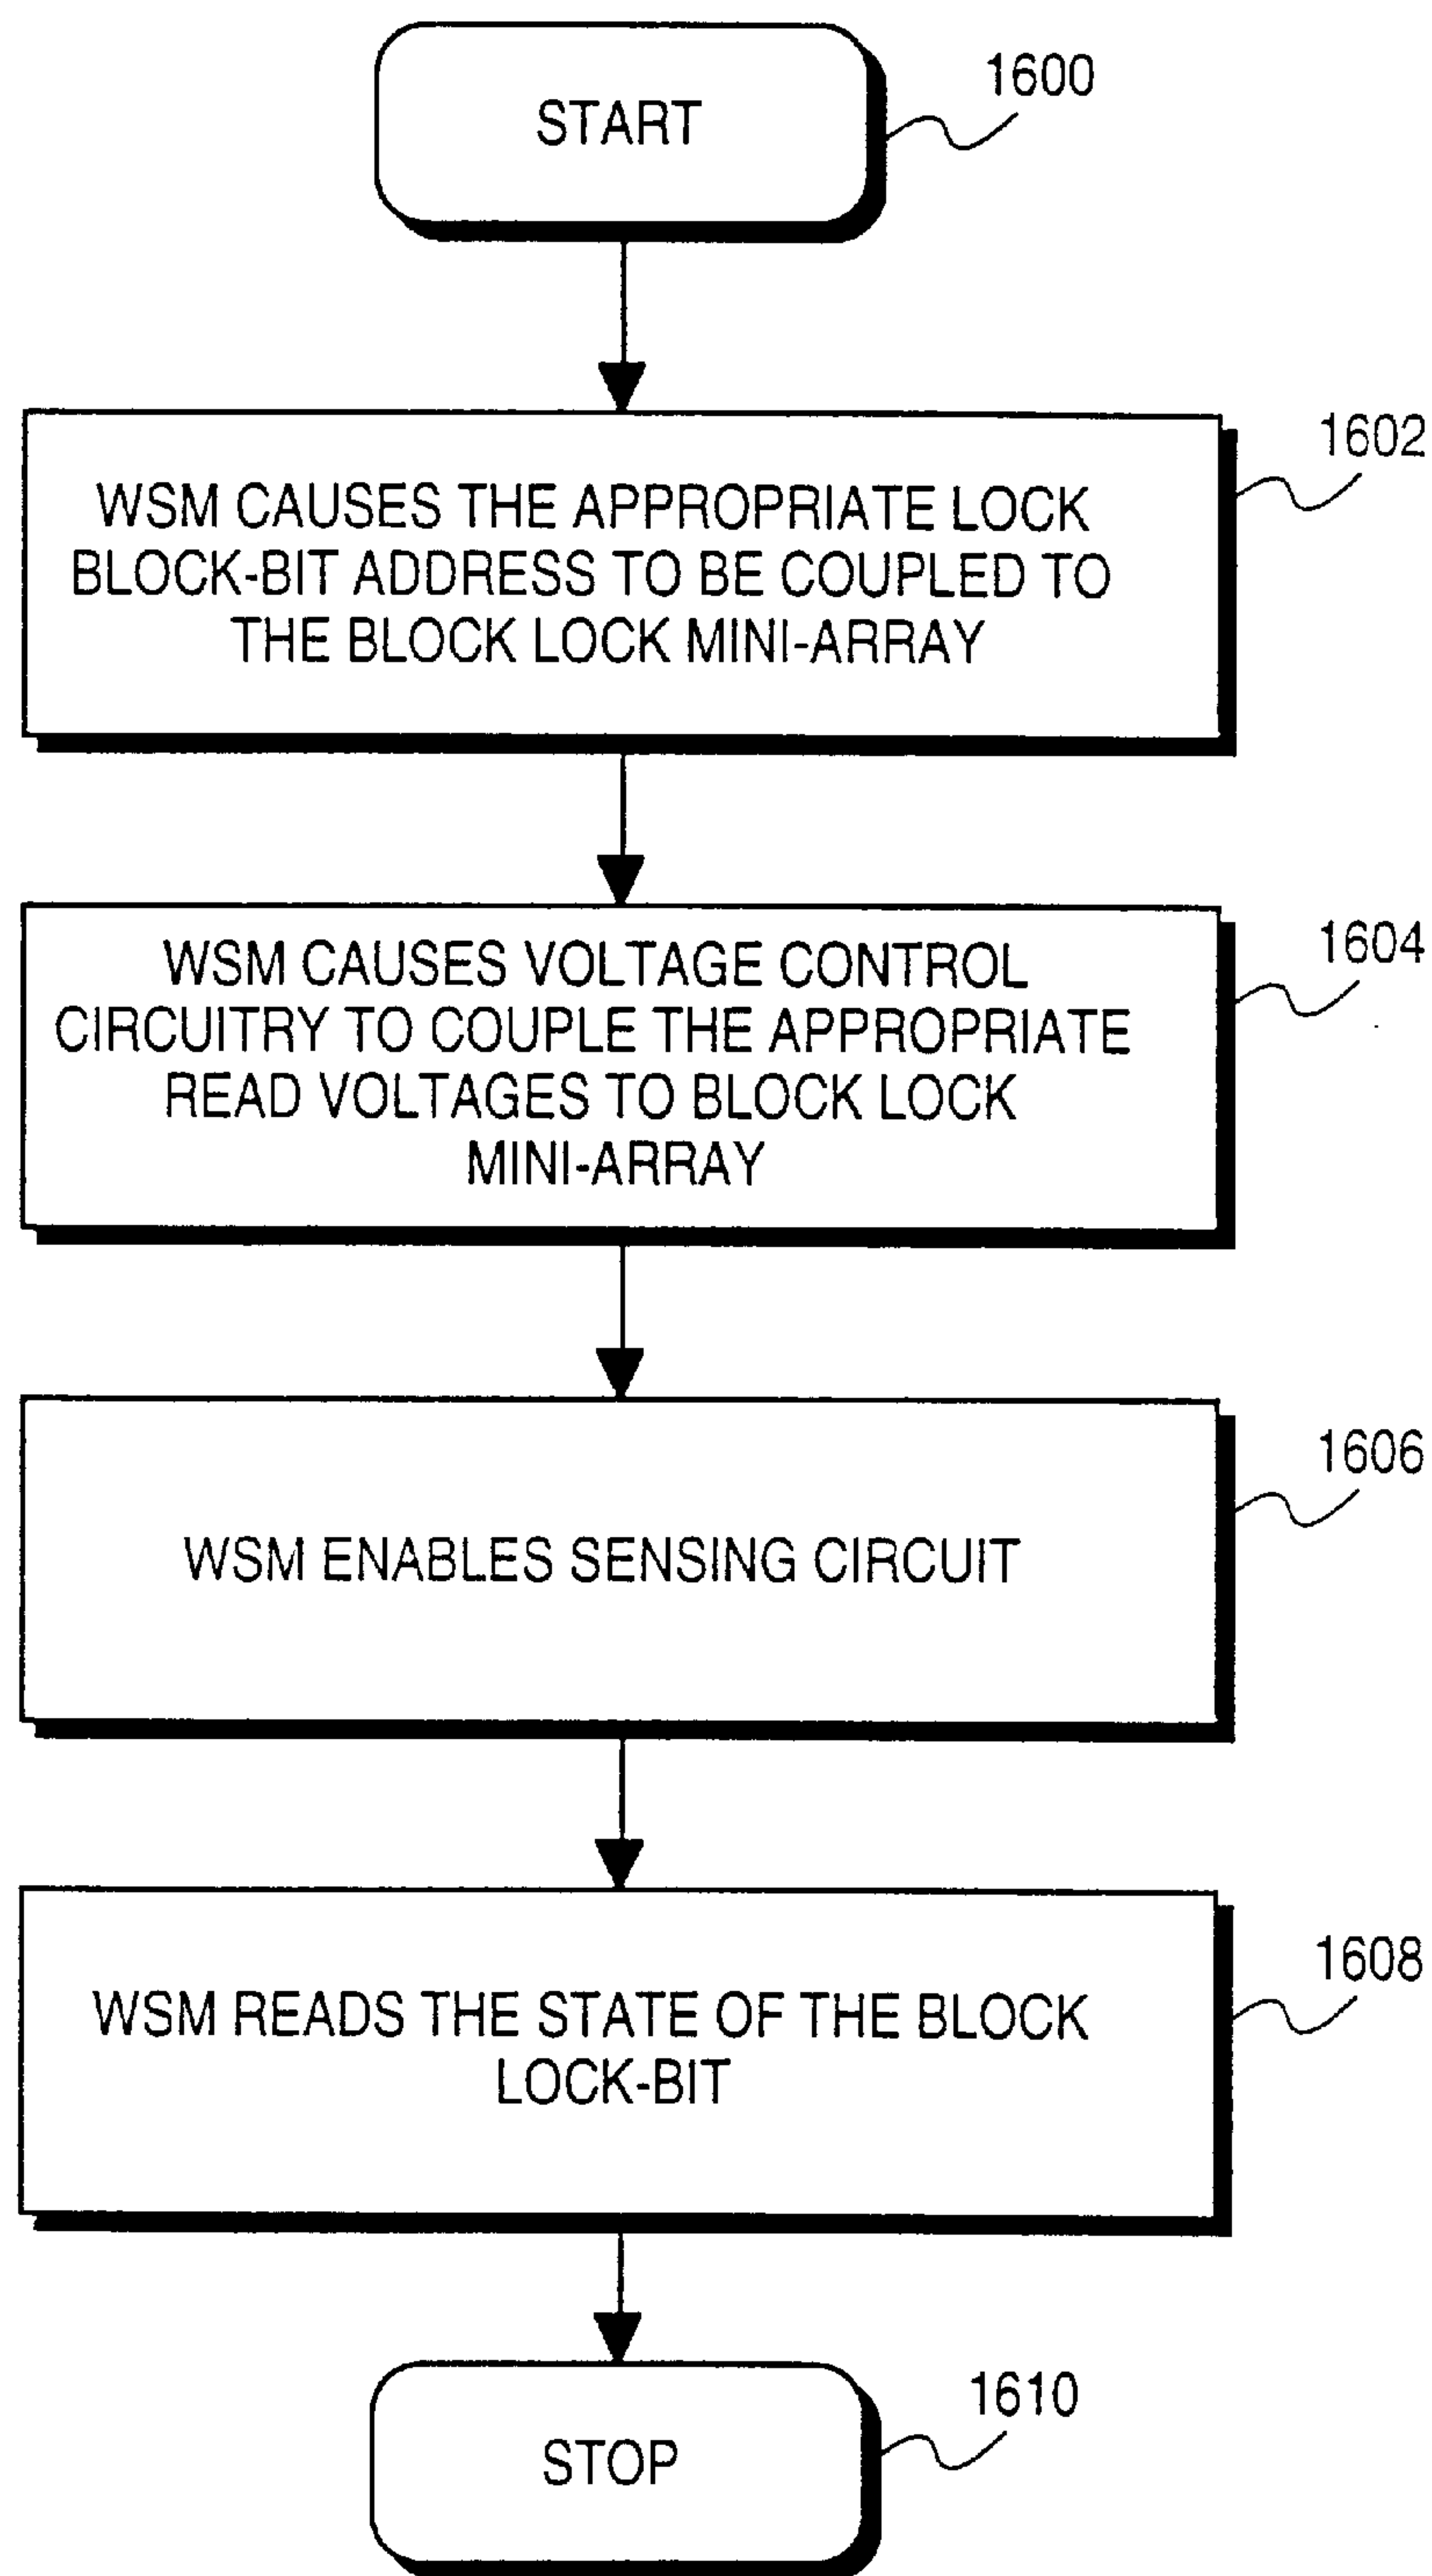 START
1600
WSM CAUSES THE APPROPRIATE LOCK
BLOCK-BIT ADDRESS TO BE COUPLED TO
THE BLOCK LOCK MINI-ARRAY
1602
WSM CAUSES VOLTAGE CONTROL
CIRCUITRY TO COUPLE THE APPROPRIATE
READ VOLTAGES TO BLOCK LOCK
MINI-ARRAY
1604
WSM ENABLES SENSING CIRCUIT
1606
WSM READS THE STATE OF THE BLOCK
LOCK-BIT
1608
STOP
1610